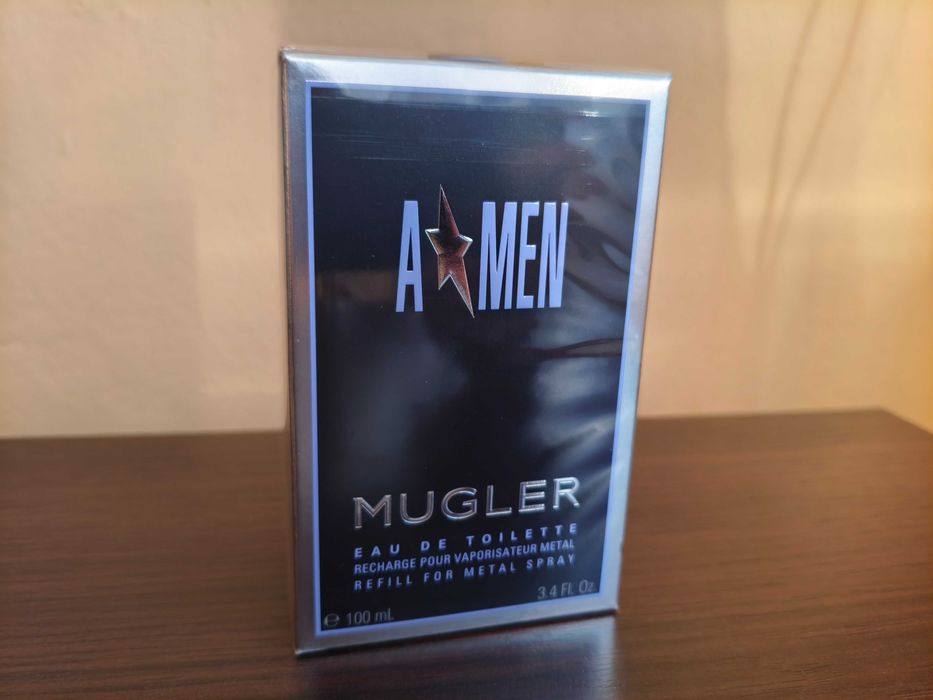 A MEN
MUGLER
EAU DE TOILETTE
RECHARGE POUR VAPORISATEUR METAL
REFILL FOR METAL SPRAY
3.4 Fl. Oz
℮ 100 mL